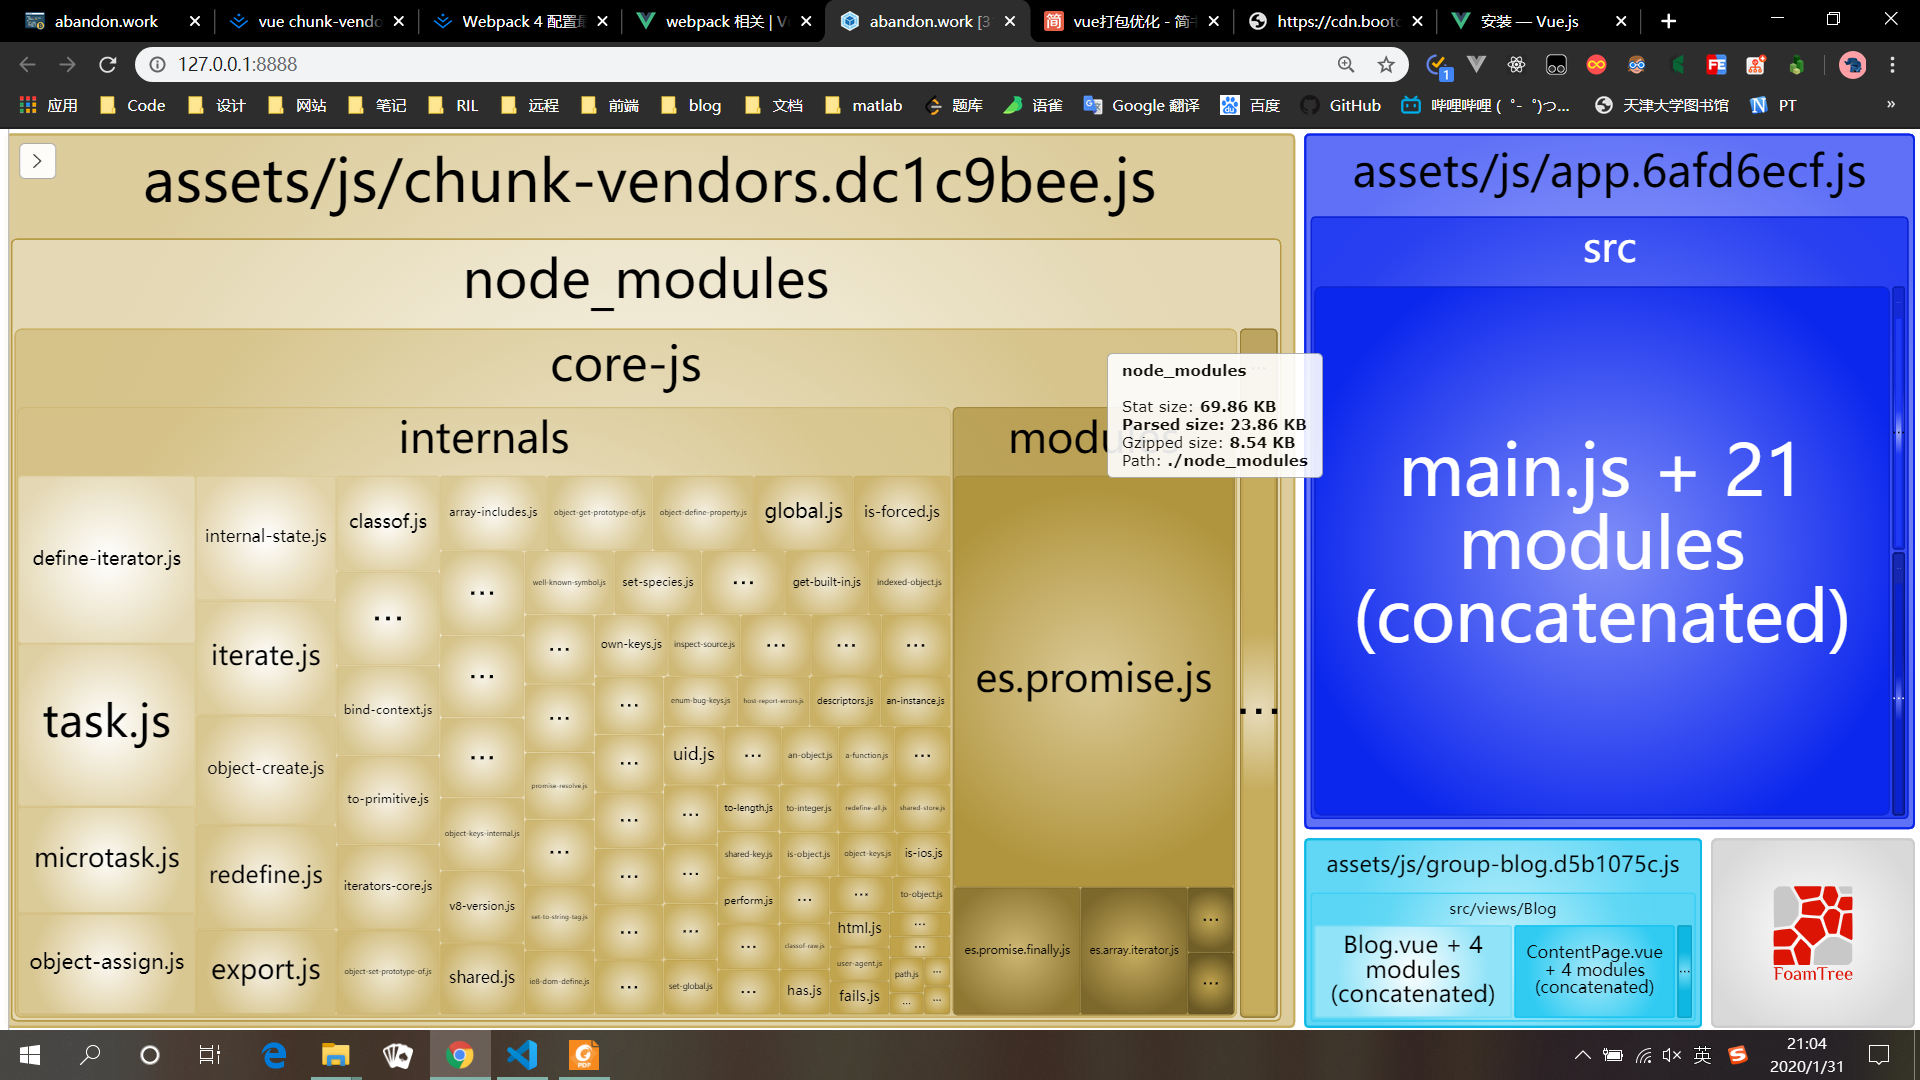 abandon.work
vue chunk-vendo
Webpack 4 配置最
webpack 相关 | Vu
abandon.work [3
vue打包优化 - 简书
https://cdn.bootc
安装 — Vue.js
127.0.0.1:8888
1
应用
Code
设计
网站
笔记
RIL
远程
前端
blog
文档
matlab
题库
语雀
Google 翻译
百度
GitHub
哔哩哔哩 ( ゜- ゜)つ...
天津大学图书馆
PT
assets/js/chunk-vendors.dc1c9bee.js
node_modules
core-js
internals
modules
define-iterator.js
task.js
microtask.js
object-assign.js
internal-state.js
iterate.js
object-create.js
redefine.js
export.js
classof.js
...
bind-context.js
to-primitive.js
iterators-core.js
object-set-prototype-of.js
array-includes.js
object-get-prototype-of.js
object-define-property.js
global.js
is-forced.js
...
well-known-symbol.js
set-species.js
...
get-built-in.js
indexed-object.js
...
own-keys.js
inspect-source.js
...
...
...
...
...
...
enum-bug-keys.js
host-report-errors.js
descriptors.js
an-instance.js
...
promise-resolve.js
...
uid.js
...
an-object.js
a-function.js
...
object-keys-internal.js
...
...
...
to-length.js
to-integer.js
redefine-all.js
shared-store.js
shared-key.js
is-object.js
object-keys.js
is-ios.js
v8-version.js
set-to-string-tag.js
...
...
perform.js
...
...
to-object.js
shared.js
ie8-dom-define.js
...
...
...
classof-raw.js
html.js
...
...
...
set-global.js
...
has.js
user-agent.js
fails.js
path.js
...
...
...
es.promise.js
es.promise.finally.js
es.array.iterator.js
...
...
...
node_modules
Stat size: 69.86 KB
Parsed size: 23.86 KB
Gzipped size: 8.54 KB
Path: ./node_modules
assets/js/app.6afd6ecf.js
src
main.js + 21
modules
(concatenated)
assets/js/group-blog.d5b1075c.js
src/views/Blog
Blog.vue + 4
modules
(concatenated)
ContentPage.vue
+ 4 modules
(concatenated)
...
FoamTree
英
21:04
2020/1/31